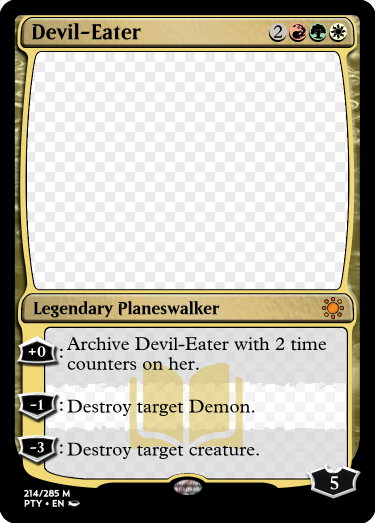 Devil-Eater 2
Legendary Planeswalker
+0: Archive Devil-Eater with 2 time
counters on her.
-1: Destroy target Demon.
-3: Destroy target creature.
5
214/285 M
PTY • EN